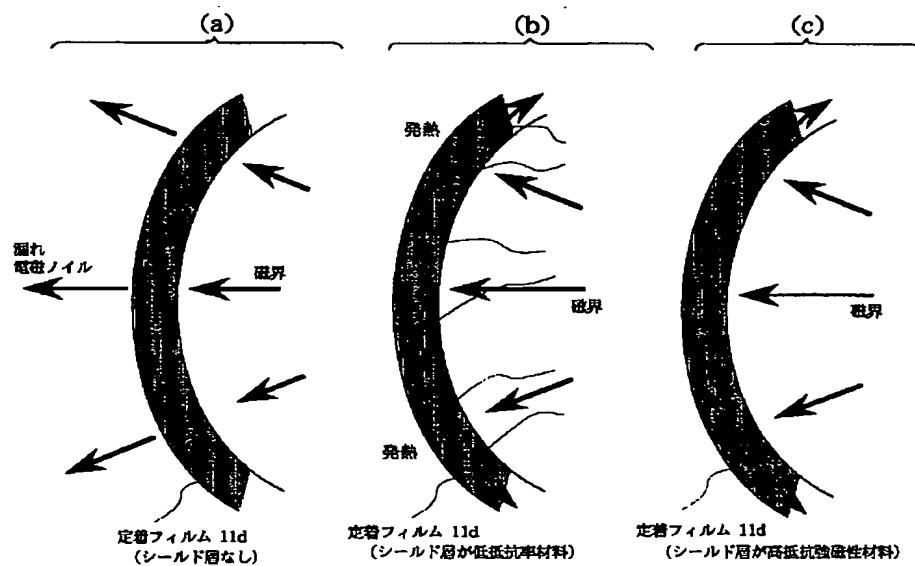 (a)
(b)
(c)
漏れ
電磁ノイル
磁界
定着フィルム 11d
(シールド層なし)
発熱
磁界
発熱
定着フィルム 11d
(シールド層が低抵抗率材料)
磁界
定着フィルム 11d
(シールド層が高抵抗強磁性材料)